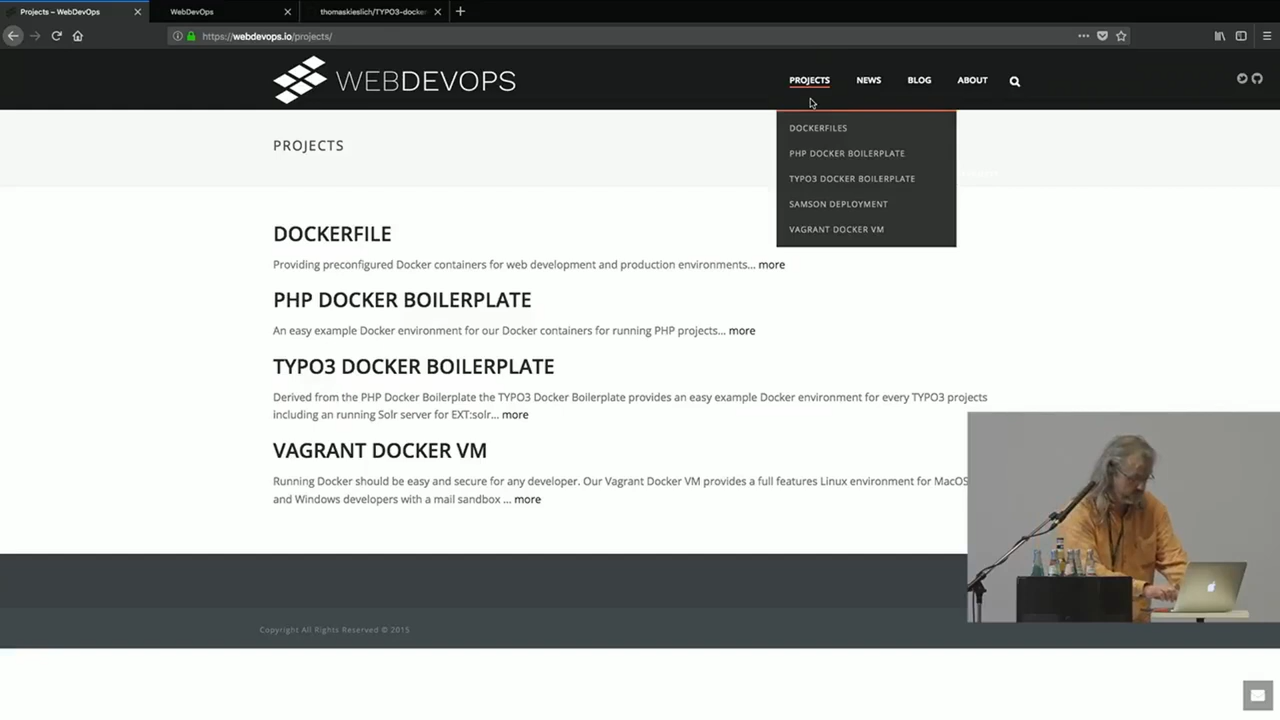 Projects – WebDevOps
WebDevOps
thomaskieslich/TYPO3-docker
https://webdevops.io/projects/
WEBDEVOPS
PROJECTS
NEWS
BLOG
ABOUT
DOCKERFILES
PHP DOCKER BOILERPLATE
TYPO3 DOCKER BOILERPLATE
SAMSON DEPLOYMENT
VAGRANT DOCKER VM
PROJECTS
DOCKERFILE
Providing preconfigured Docker containers for web development and production environments... more
PHP DOCKER BOILERPLATE
An easy example Docker environment for our Docker containers for running PHP projects... more
TYPO3 DOCKER BOILERPLATE
Derived from the PHP Docker Boilerplate the TYPO3 Docker Boilerplate provides an easy example Docker environment for every TYPO3 projects
including an running Solr server for EXT:solr... more
VAGRANT DOCKER VM
Running Docker should be easy and secure for any developer. Our Vagrant Docker VM provides a full features Linux environment for MacOS
and Windows developers with a mail sandbox ... more
Copyright All Rights Reserved © 2015